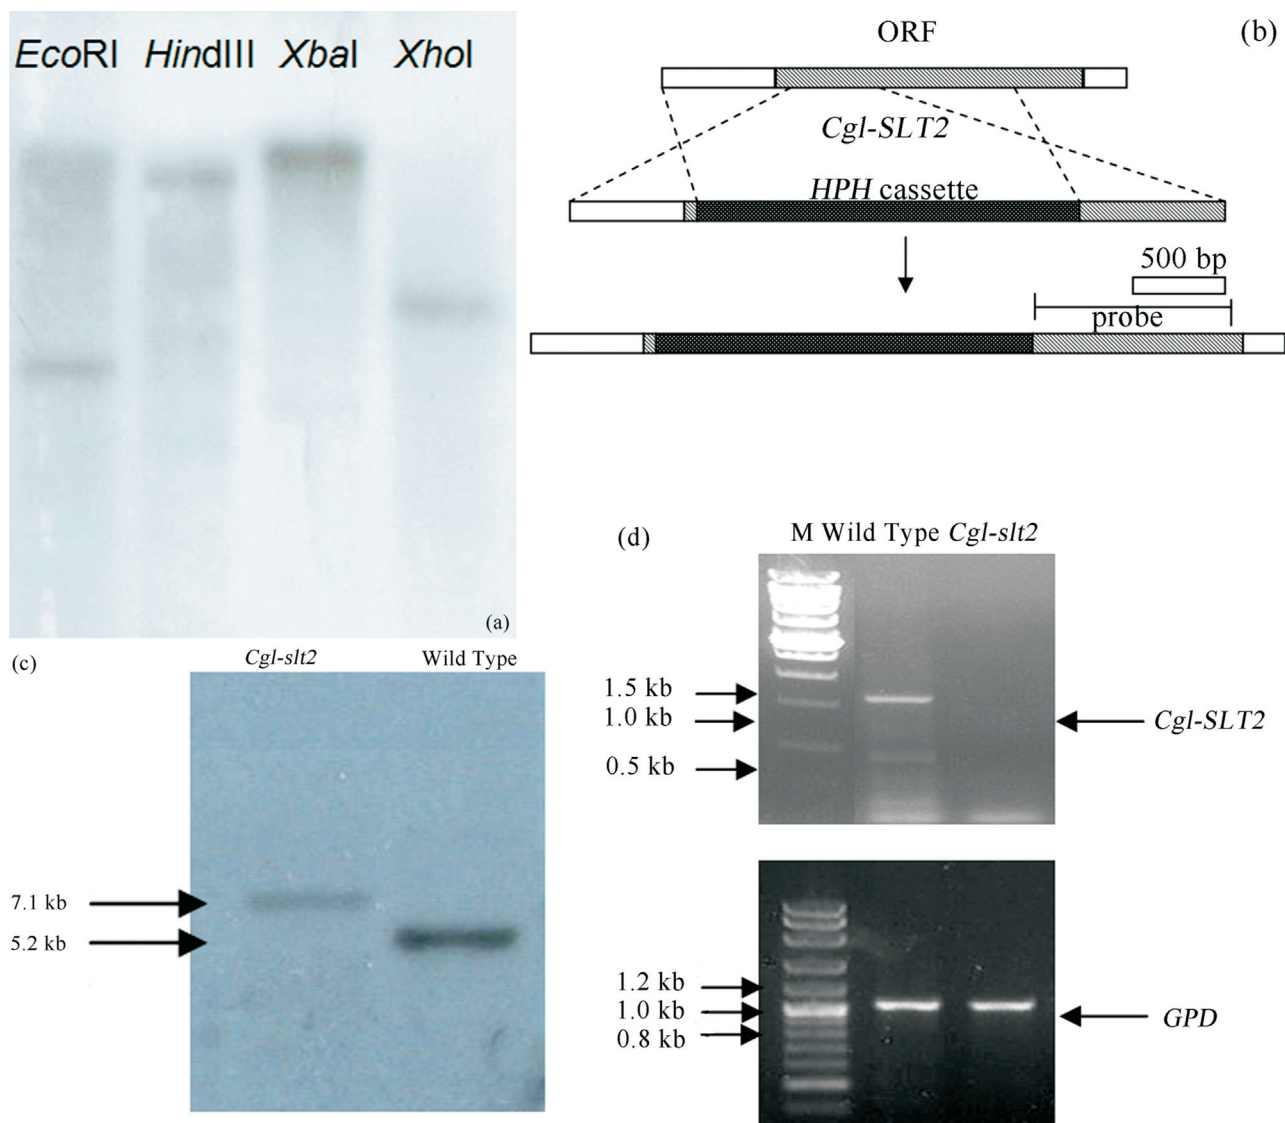 EcoRI HindIII XbaI XhoI
(a)
(b)
ORF
Cgl-SLT2
HPH cassette
500 bp
probe
(c)
Cgl-slt2 Wild Type
7.1 kb
5.2 kb
(d)
M Wild Type Cgl-slt2
1.5 kb
1.0 kb
0.5 kb
Cgl-SLT2
1.2 kb
1.0 kb
0.8 kb
GPD